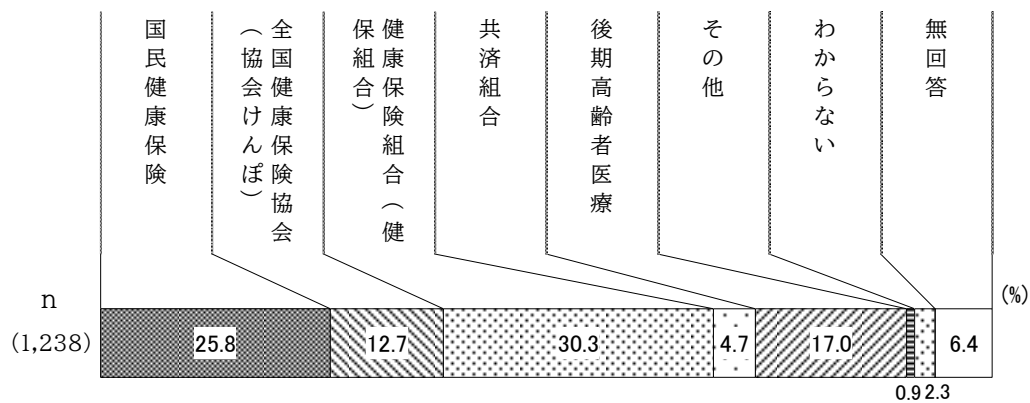 国民健康保険
全国健康保険協会
（協会けんぽ）
健康保険組合（健
保組合）
共済組合
後期高齢者医療
その他
わからない
無回答
n
(1,238)
(%)
25.8
12.7
30.3
4.7
17.0
0.9
2.3
6.4